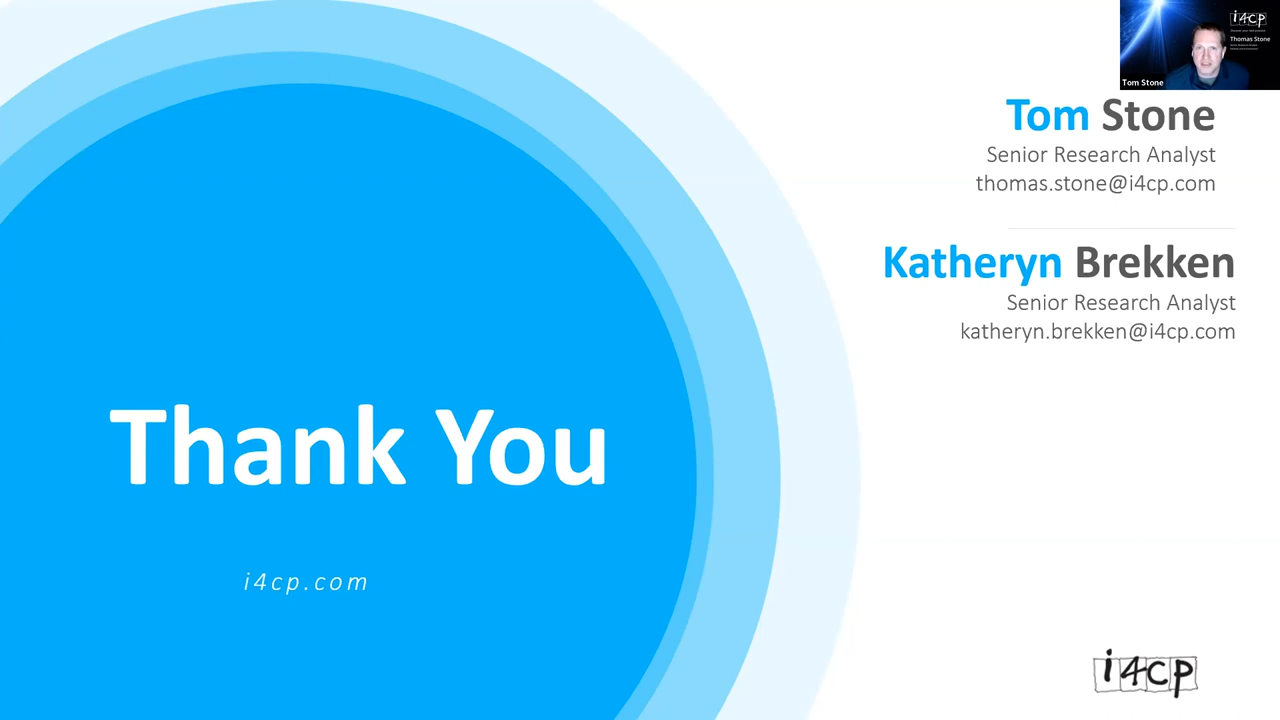 Thank You
i4cp.com
i4cp
Thomas Stone
Tom Stone
Tom Stone
Senior Research Analyst
thomas.stone@i4cp.com
Katheryn Brekken
Senior Research Analyst
katheryn.brekken@i4cp.com
i4cp